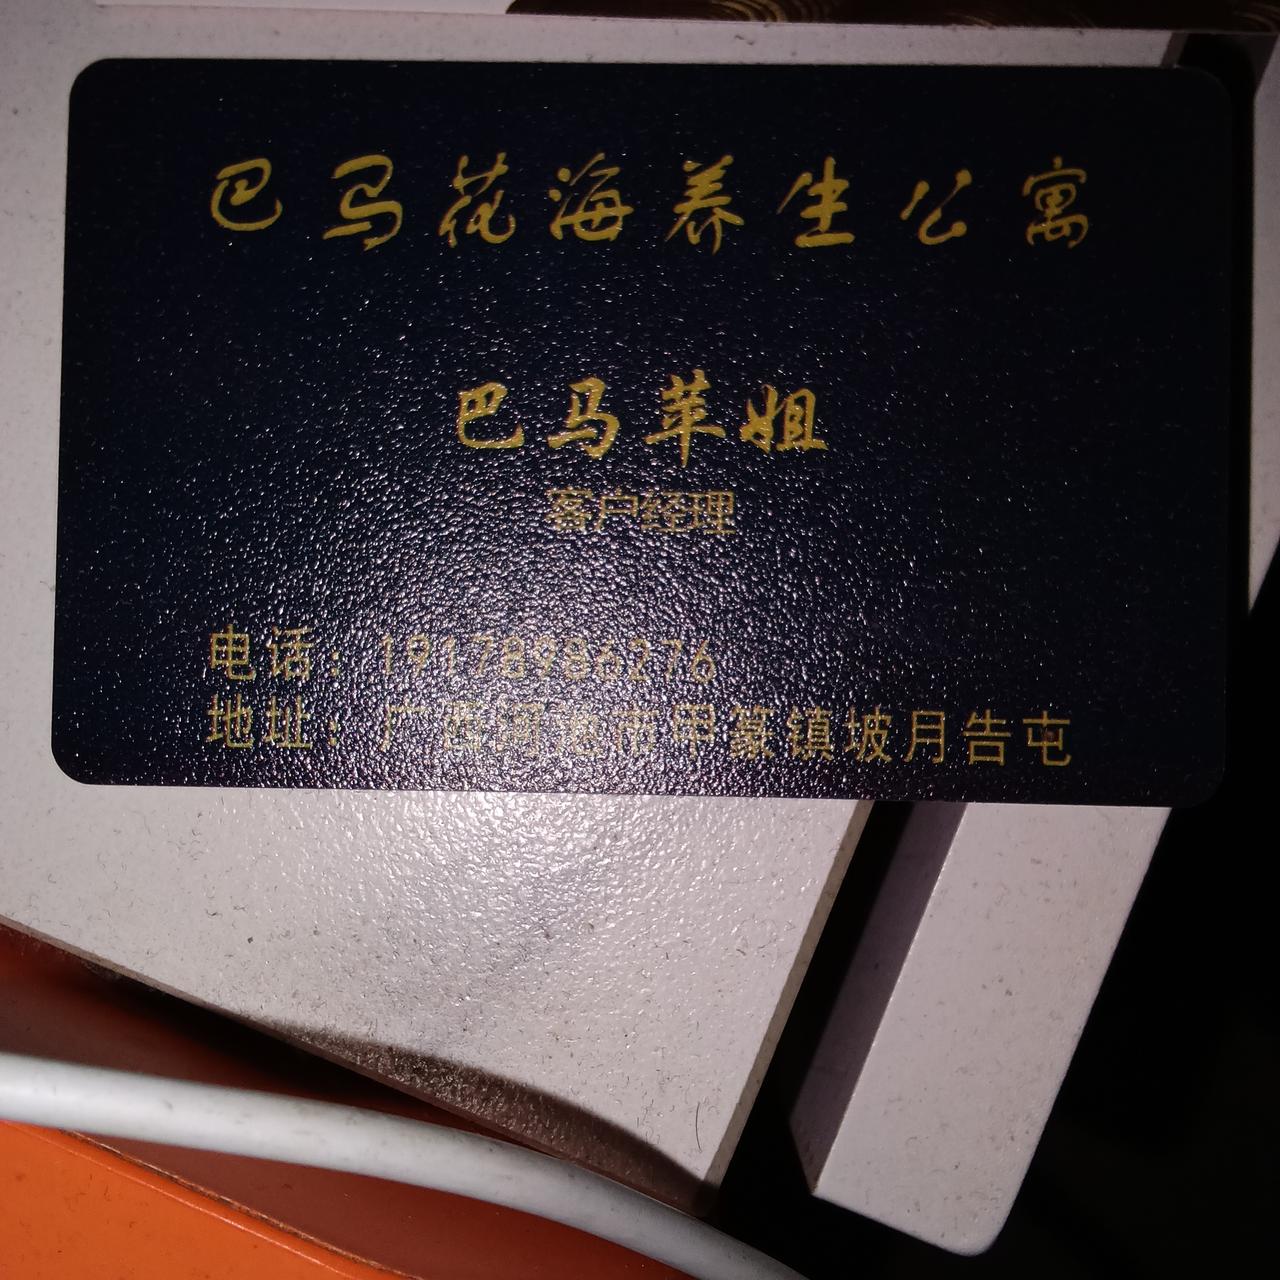 巴马花海养生公寓
巴马苹姐
客户经理
电话：19178986276
地址：广西河池市甲篆镇坡月告屯